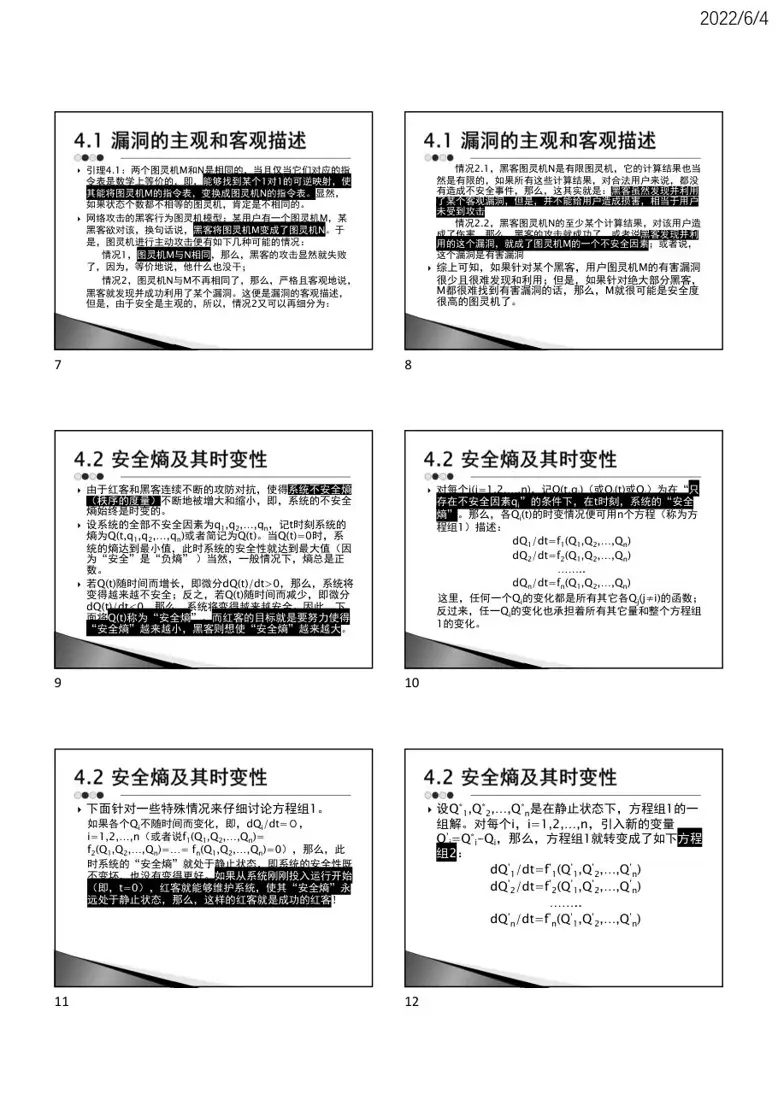 2022/6/4
4.1 漏洞的主观和客观描述
引理4.1：两个图灵机M和N是相同的，当且仅当它们对应的指
令表是数学上等价的，即，能够找到某个1对1的可逆映射，使
其能将图灵机M的指令表，变换成图灵机N的指令表。显然，
如果状态个数都不相等的图灵机，肯定是不相同的。
网络攻击的黑客行为图灵机模型：某用户有一个图灵机M，某
黑客欲对该，换句话说，黑客将图灵机M变成了图灵机N。于
是，图灵机进行主动攻击便有如下几种可能的情况：
情况1，图灵机M与N相同，那么，黑客的攻击显然就失败
了，因为，等价地说，他什么也没干；
情况2，图灵机N与M不再相同了，那么，严格且客观地说，
黑客就发现并成功利用了某个漏洞。这便是漏洞的客观描述，
但是，由于安全是主观的，所以，情况2又可以再细分为：
7
4.1 漏洞的主观和客观描述
情况2.1，黑客图灵机N是有限图灵机，它的计算结果也当
然是有限的，如果所有这些计算结果，对合法用户来说，都没
有造成不安全事件，那么，这其实就是：黑客虽然发现并利用
了某个客观漏洞，但是，并不能给用户造成损害，相当于用户
未受到攻击
情况2.2，黑客图灵机N的至少某个计算结果，对该用户造
成了伤害，那么，黑客的攻击就成功了，或者说黑客发现并利
用的这个漏洞，就成了图灵机M的一个不安全因素；或者说，
这个漏洞是有害漏洞
综上可知，如果针对某个黑客，用户图灵机M的有害漏洞
很少且很难发现和利用；但是，如果针对绝大部分黑客，
M都很难找到有害漏洞的话，那么，M就很可能是安全度
很高的图灵机了。
8
4.2 安全熵及其时变性
由于红客和黑客连续不断的攻防对抗，使得系统不安全熵
（秩序的度量）不断地被增大和缩小，即，系统的不安全
熵始终是时变的。
设系统的全部不安全因素为q1,q2,…,qn，记t时刻系统的
熵为Q(t,q1,q2,…,qn)或者简记为Q(t)。当Q(t)=0时，系
统的熵达到最小值，此时系统的安全性就达到最大值（因
为“安全”是“负熵” ）当然，一般情况下，熵总是正
数。
若Q(t)随时间而增长，即微分dQ(t)/dt>0，那么，系统将
变得越来越不安全；反之，若Q(t)随时间而减少，即微分
dQ(t)/dt<0，那么，系统将变得越来越安全。因此，下
面将Q(t)称为“安全熵”，而红客的目标就是要努力使得
“安全熵”越来越小，黑客则想使“安全熵”越来越大。
9
4.2 安全熵及其时变性
对每个i(i=1,2,…,n)，记Q(t,qi)（或Qi(t)或Qi）为在“只
存在不安全因素qi”的条件下，在t时刻，系统的“安全
熵”。那么，各Qi(t)的时变情况便可用n个方程（称为方
程组1）描述：
dQ1/dt=f1(Q1,Q2,…,Qn)
dQ2/dt=f2(Q1,Q2,…,Qn)
……..
dQn/dt=fn(Q1,Q2,…,Qn)
这里，任何一个Qi的变化都是所有其它各Qj(j≠i)的函数；
反过来，任一Qi的变化也承担着所有其它量和整个方程组
1的变化。
10
4.2 安全熵及其时变性
下面针对一些特殊情况来仔细讨论方程组1。
如果各个Qi不随时间而变化，即，dQi/dt=０，
i=1,2,…,n（或者说f1(Q1,Q2,…,Qn)=
f2(Q1,Q2,…,Qn)=…= fn(Q1,Q2,…,Qn)=0），那么，此
时系统的“安全熵”就处于静止状态，即系统的安全性既
不变坏，也没有变得更好。如果从系统刚刚投入运行开始
（即，t=0），红客就能够维护系统，使其“安全熵”永
远处于静止状态，那么，这样的红客就是成功的红客!
11
4.2 安全熵及其时变性
设Q*1,Q*2,…,Q*n是在静止状态下，方程组1的一
组解。对每个i，i=1,2,…,n，引入新的变量
Q'i=Q*i-Qi，那么，方程组1就转变成了如下方程
组2：
dQ'1/dt=f'1(Q'1,Q'2,…,Q'n)
dQ'2/dt=f'2(Q'1,Q'2,…,Q'n)
……..
dQ'n/dt=f'n(Q'1,Q'2,…,Q'n)
12